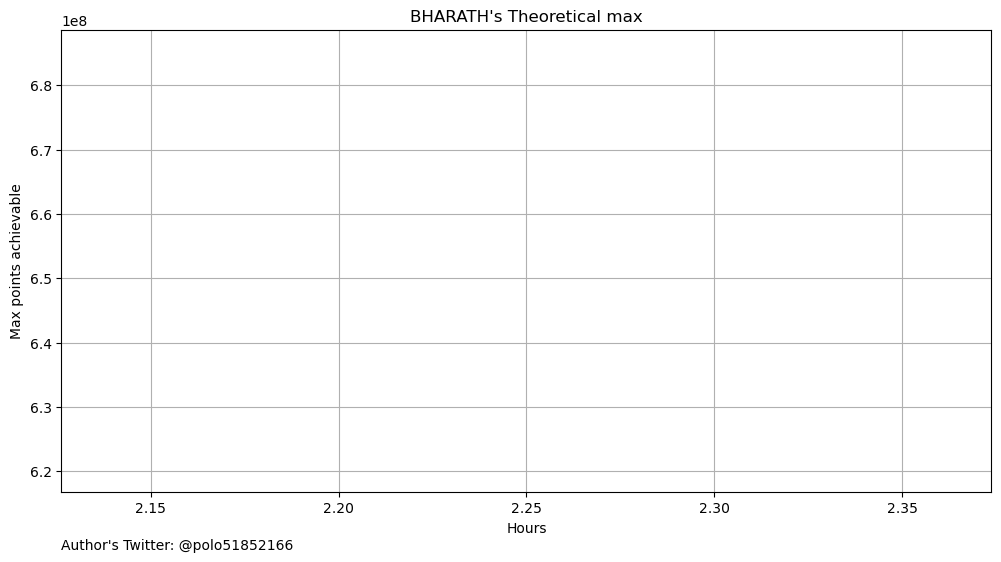 BHARATH's Theoretical max
1e8
6.8
6.7
6.6
6.5
6.4
6.3
6.2
Max points achievable
2.15 2.20 2.25 2.30 2.35
Hours
Author's Twitter: @polo51852166